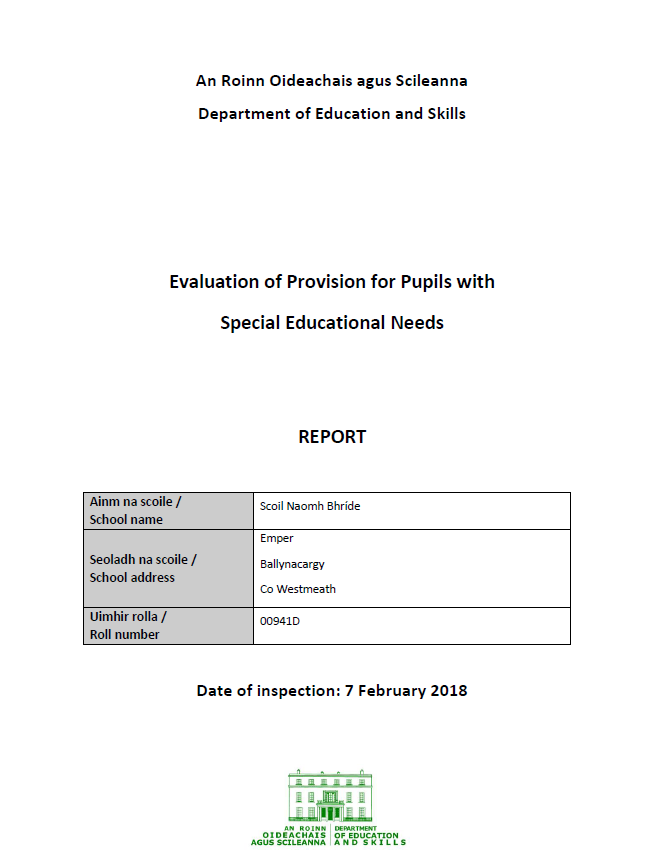 An Roinn Oideachais agus Scileanna
Department of Education and Skills
Evaluation of Provision for Pupils with
Special Educational Needs
REPORT
Ainm na scoile /
School name
Scoil Naomh Bhríde
Seoladh na scoile /
School address
Emper
Ballynacargy
Co Westmeath
Uimhir rolla /
Roll number
00941D
Date of inspection: 7 February 2018
AN ROINN
OIDEACHAIS
AGUS SCILEANNA
DEPARTMENT
OF EDUCATION
AND SKILLS